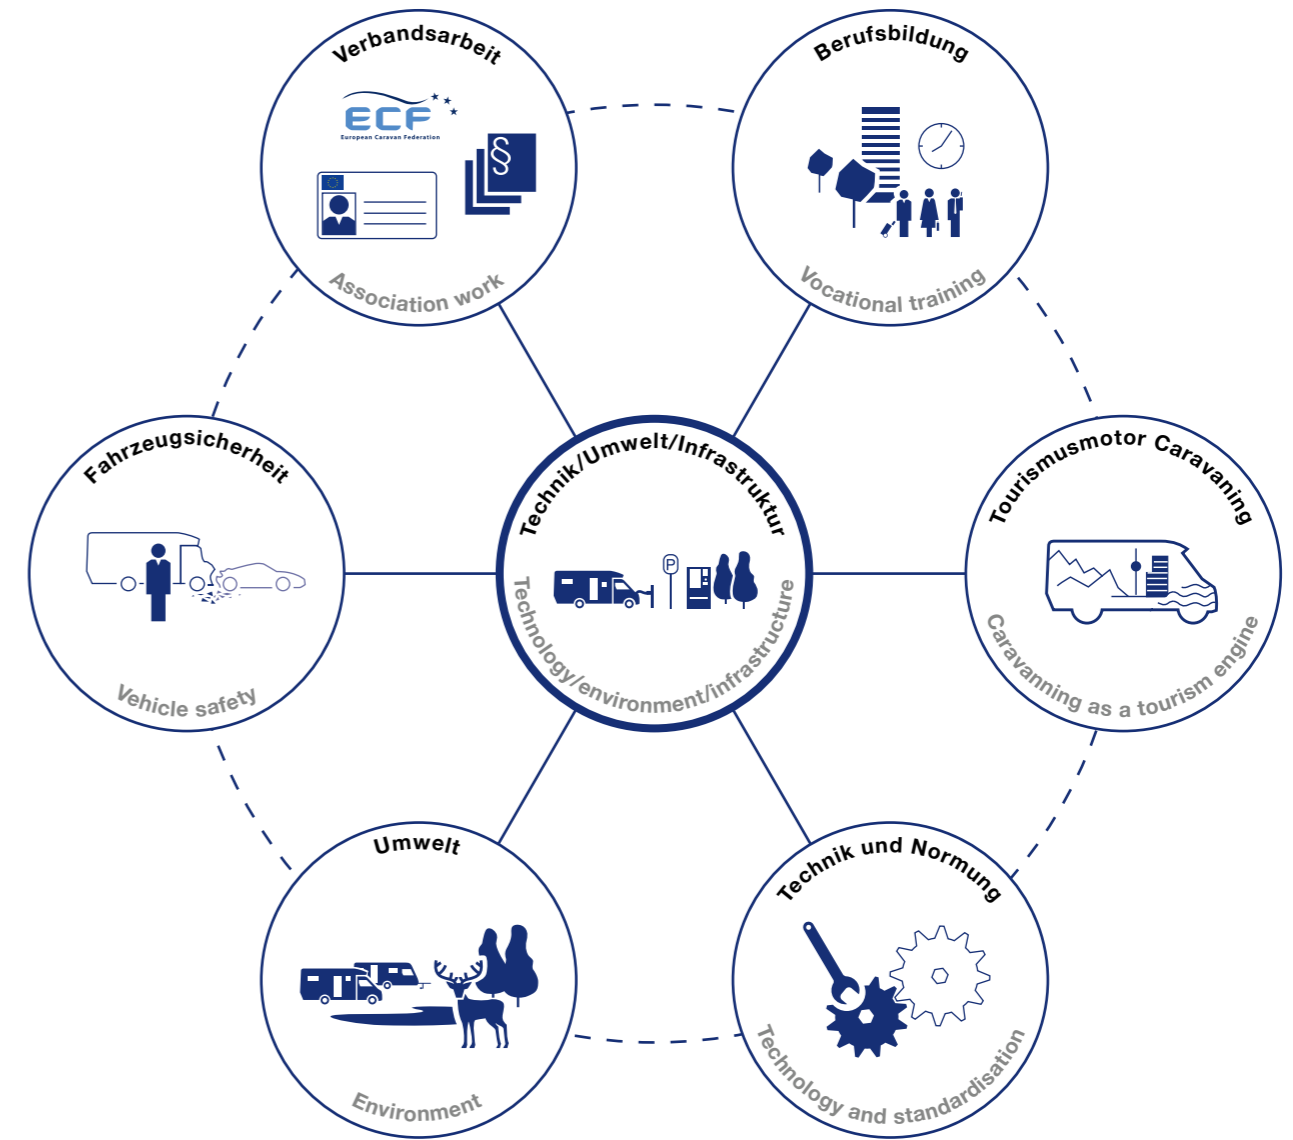 Verbandsarbeit
ECF
European Caravan Federation
§
Association work
Berufsbildung
Vocational training
Fahrzeugsicherheit
Vehicle safety
Technik/Umwelt/Infrastruktur
P
Technology/environment/infrastructure
Tourismusmotor Caravaning
Caravanning as a tourism engine
Umwelt
Environment
Technik und Normung
Technology and standardisation